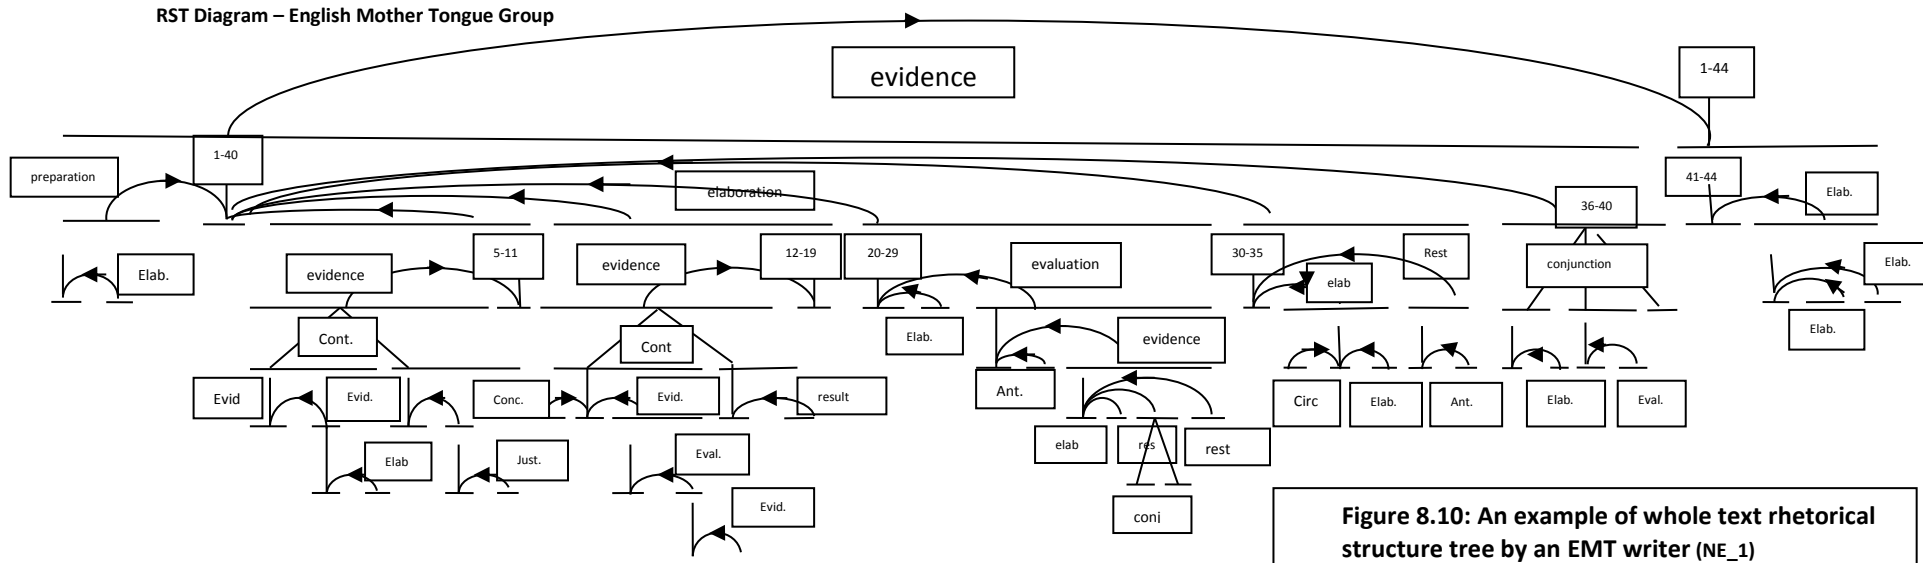 RST Diagram – English Mother Tongue Group
evidence
1-44
1-40
preparation
elaboration
41-44
Elab.
36-40
Elab.
evidence
5-11
evidence
12-19
20-29
evaluation
30-35
elab
Rest
conjunction
Elab.
Cont.
Cont
Elab.
evidence
Elab.
Evid
Evid.
Conc.
Evid.
result
Ant.
Circ
Elab.
Ant.
Elab.
Eval.
Elab
Just.
Eval.
elab
res
rest
Evid.
conj
Figure 8.10: An example of whole text rhetorical
structure tree by an EMT writer (NE_1)